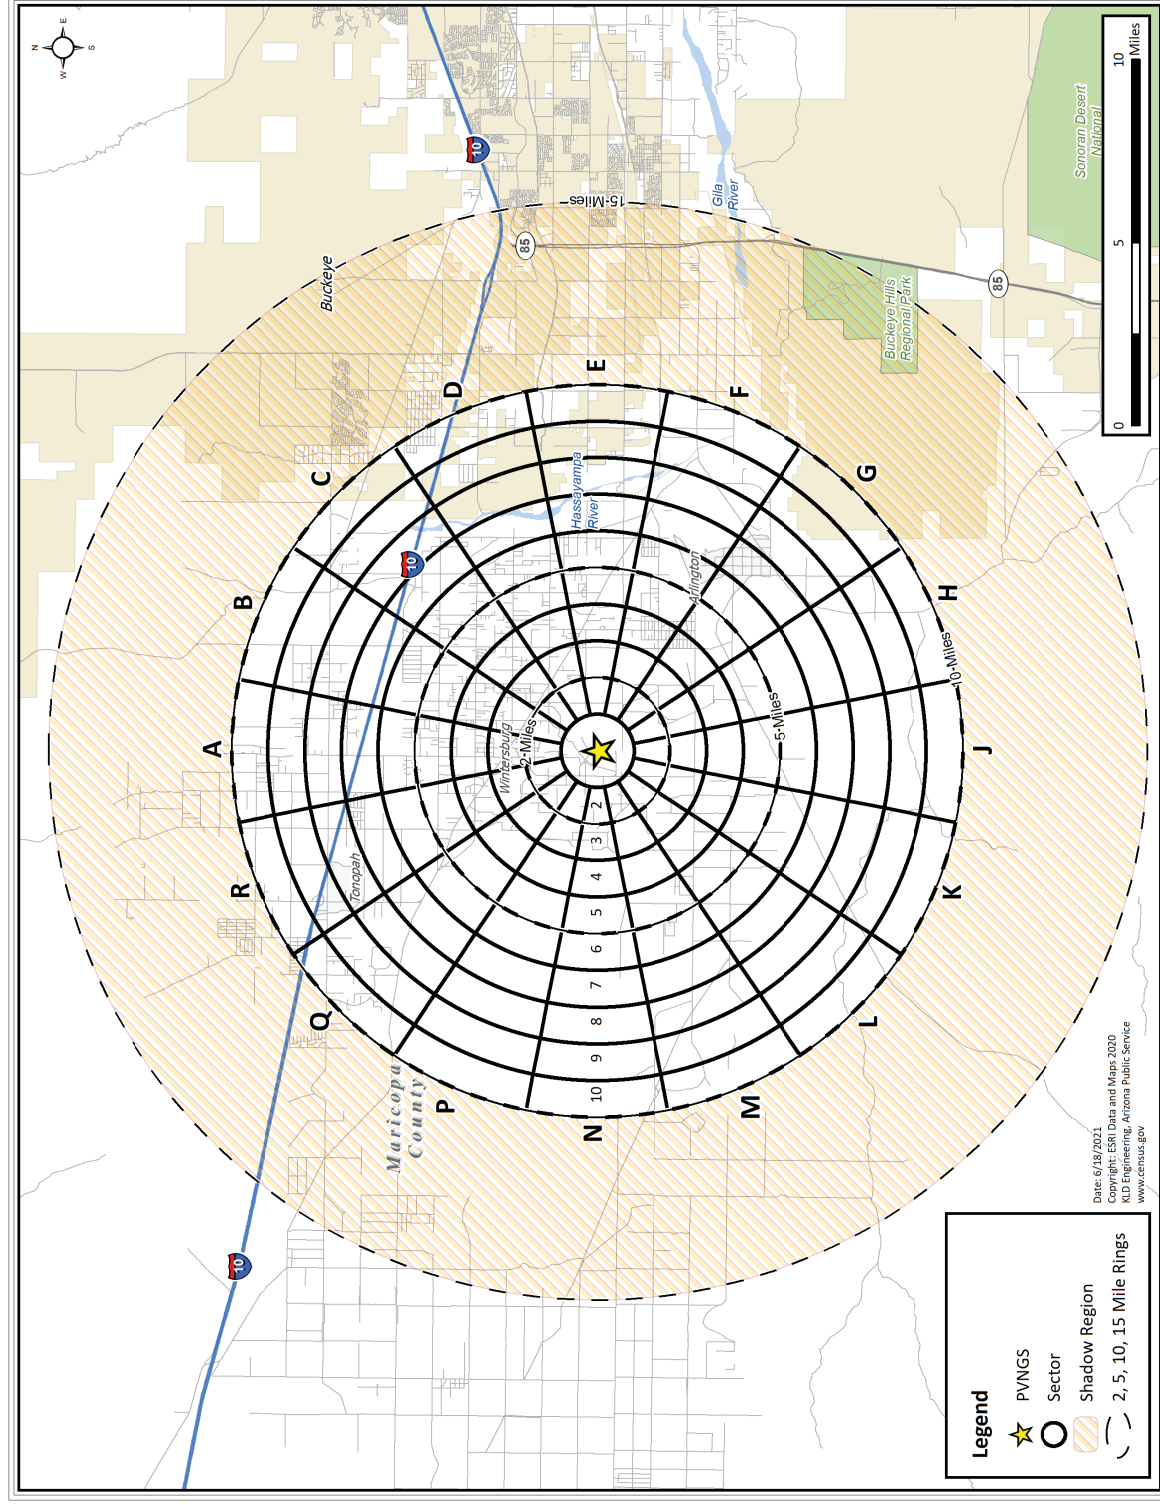 N
E
S
W
10
10
10
85
85
Buckeye
15-Miles
Gila
River
Buckeye Hills
Regional Park
Sonoran Desert
National
Hassayampa
River
Arlington
Wintersburg
Tonopah
Maricopa
County
2-Miles
5-Miles
10-Miles
A
B
C
D
E
F
G
H
J
K
L
M
N
P
Q
R
2
3
4
5
6
7
8
9
10
0
5
10
Miles
Legend
PVNGS
Sector
Shadow Region
2, 5, 10, 15 Mile Rings
Date: 6/18/2021
Copyright: ESRI Data and Maps 2020
KLD Engineering, Arizona Public Service
www.census.gov